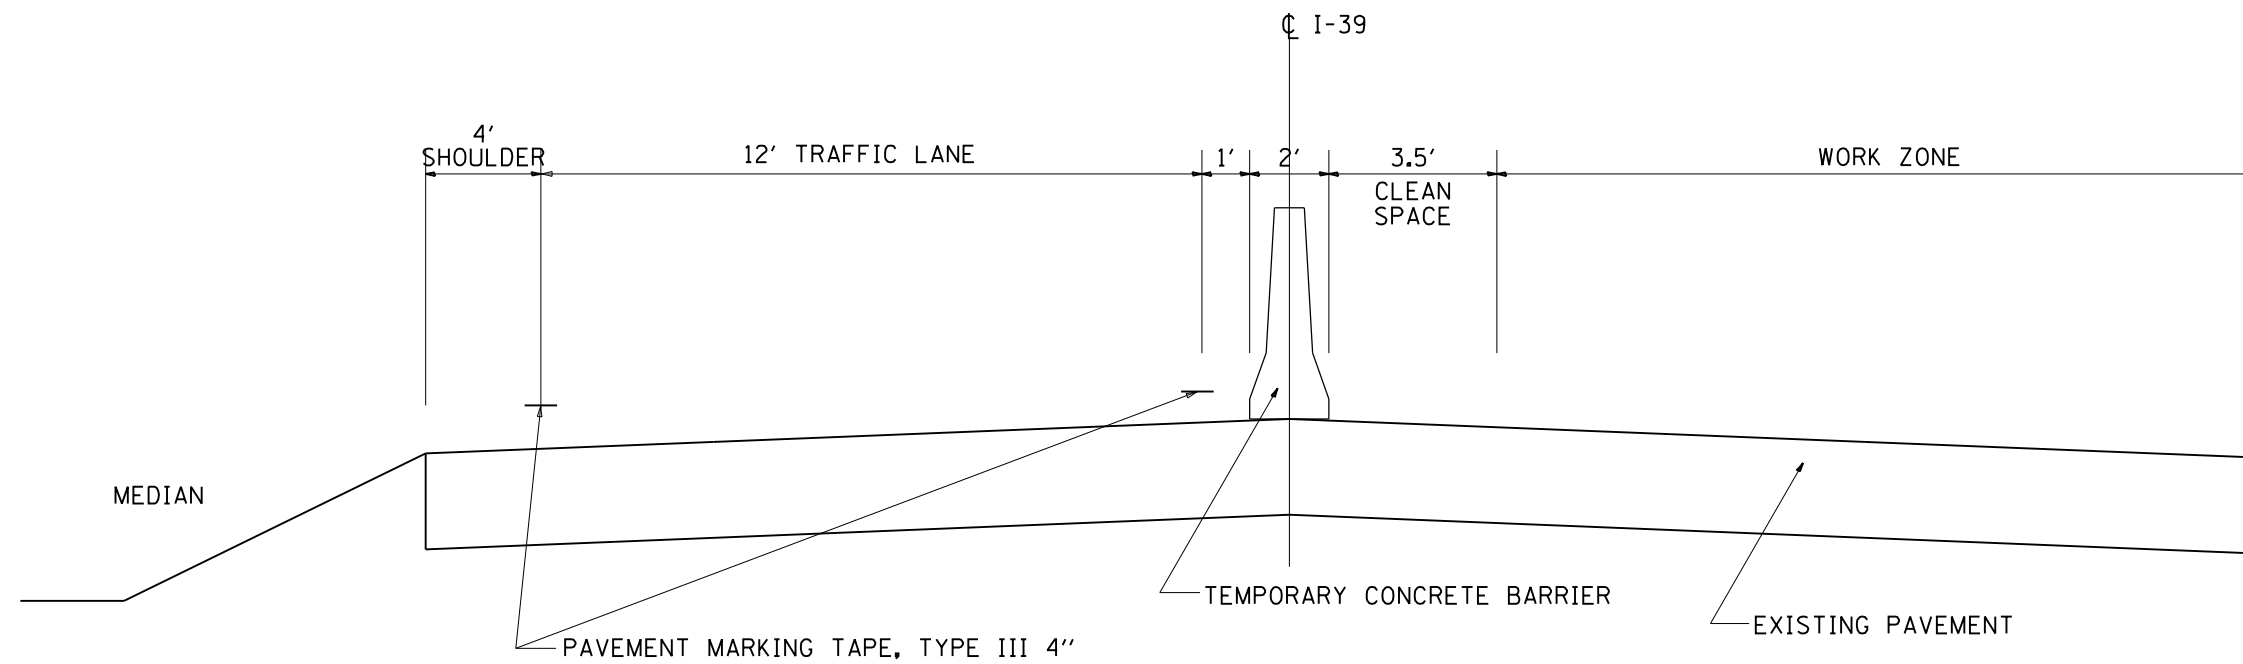 ℄ I-39
4'
SHOULDER
12' TRAFFIC LANE
1'
2'
3.5'
CLEAN
SPACE
WORK ZONE
MEDIAN
TEMPORARY CONCRETE BARRIER
EXISTING PAVEMENT
PAVEMENT MARKING TAPE, TYPE III 4''